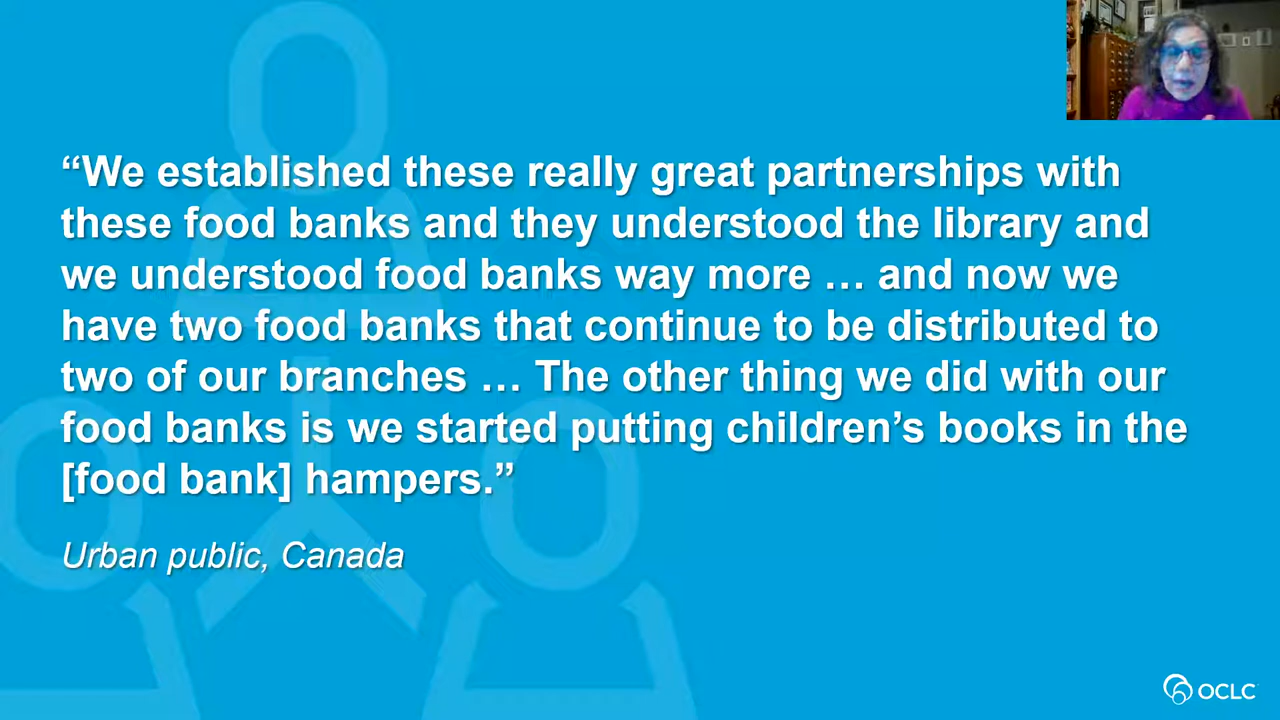 “We established these really great partnerships with
these food banks and they understood the library and
we understood food banks way more … and now we
have two food banks that continue to be distributed to
two of our branches … The other thing we did with our
food banks is we started putting children’s books in the
[food bank] hampers.”
Urban public, Canada
OCLC